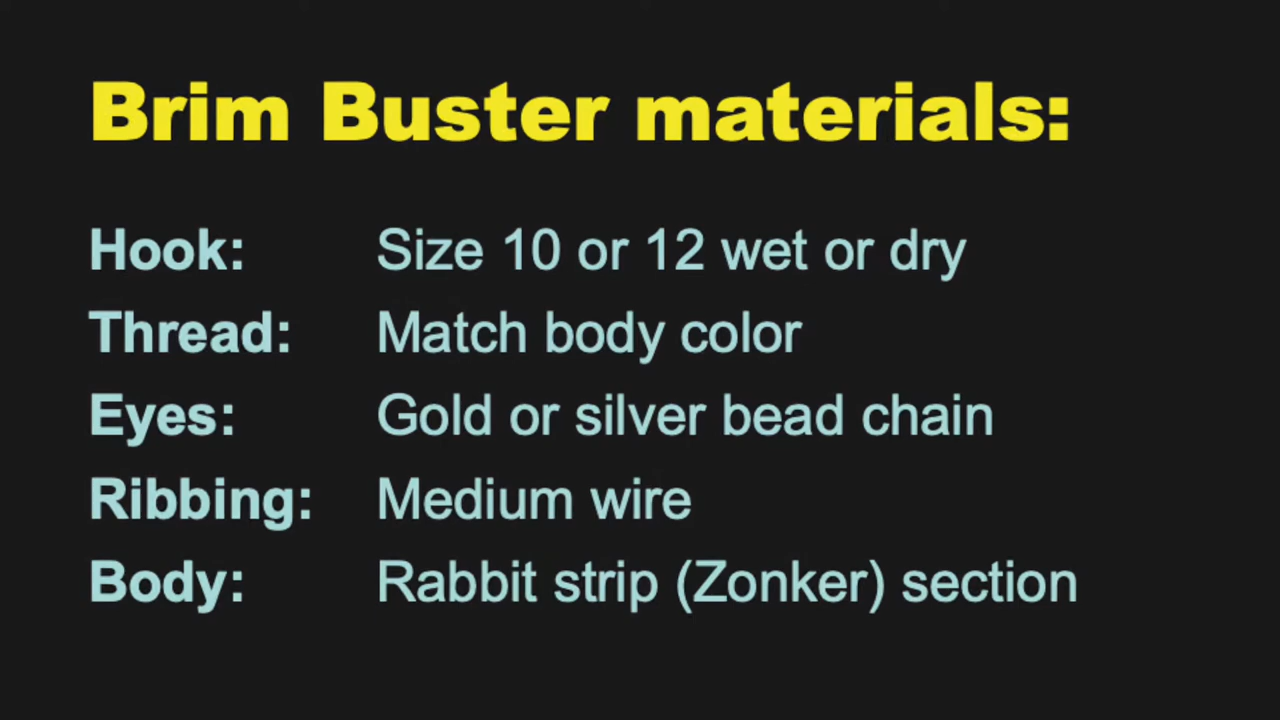 Brim Buster materials:
Hook: Size 10 or 12 wet or dry
Thread: Match body color
Eyes: Gold or silver bead chain
Ribbing: Medium wire
Body: Rabbit strip (Zonker) section